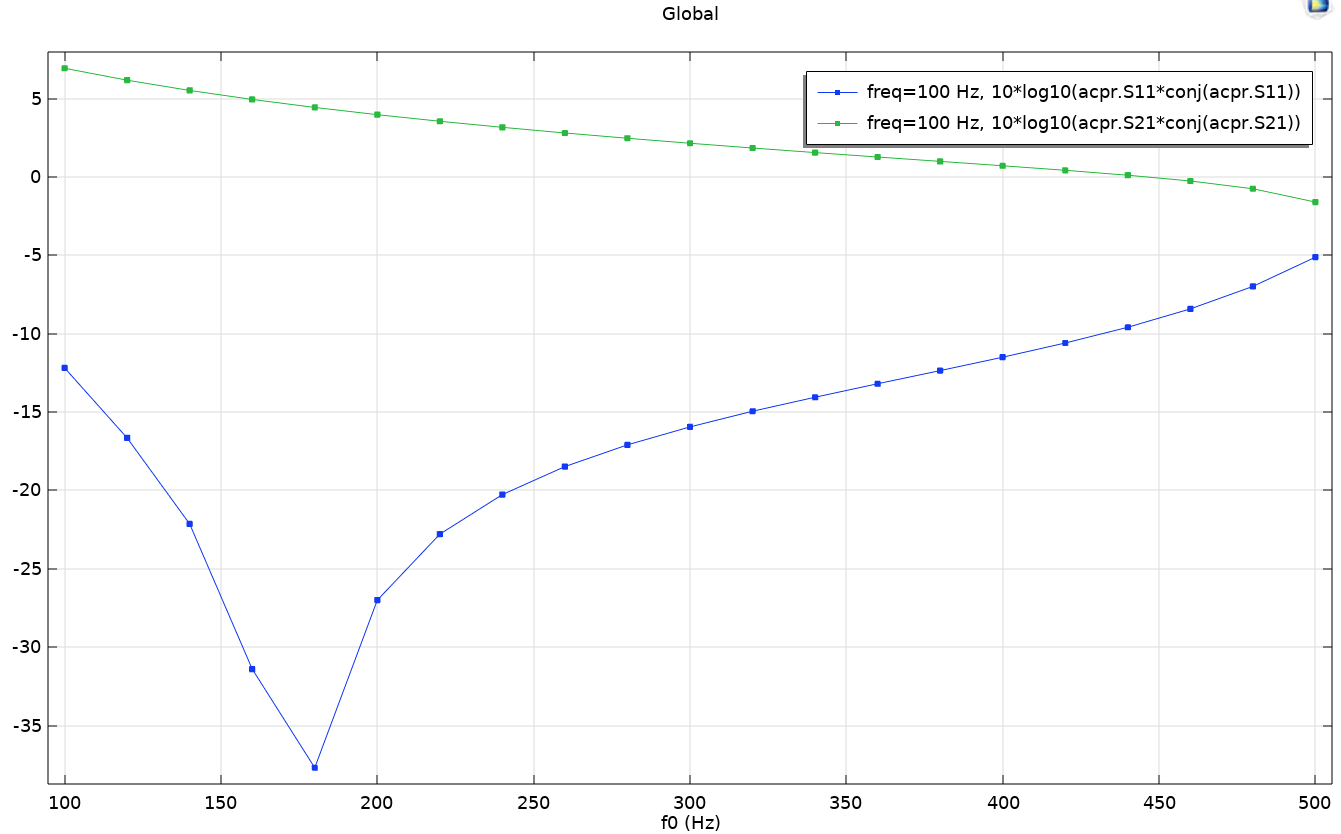 Global
freq=100 Hz, 10*log10(acpr.S11*conj(acpr.S11))
freq=100 Hz, 10*log10(acpr.S21*conj(acpr.S21))
5
0
-5
-10
-15
-20
-25
-30
-35
100 150 200 250 300 350 400 450 500
f0 (Hz)